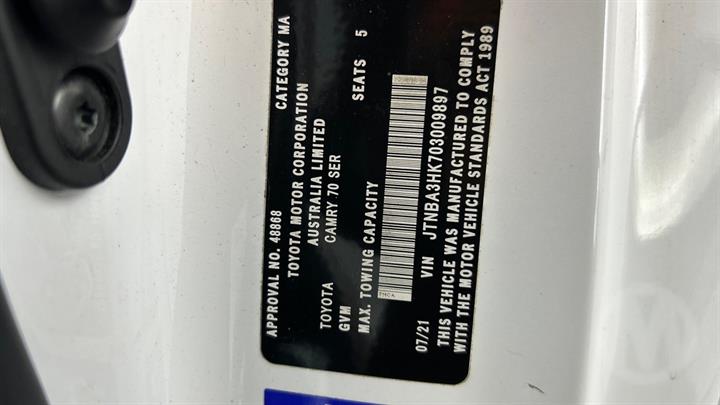 APPROVAL NO. 48868 CATEGORY MA
TOYOTA MOTOR CORPORATION
AUSTRALIA LIMITED
TOYOTA CAMRY 70 SER
GVM SEATS 5
MAX. TOWING CAPACITY
07/21 VIN JTNBA3HK703009897
THIS VEHICLE WAS MANUFACTURED TO COMPLY
WITH THE MOTOR VEHICLE STANDARDS ACT 1989